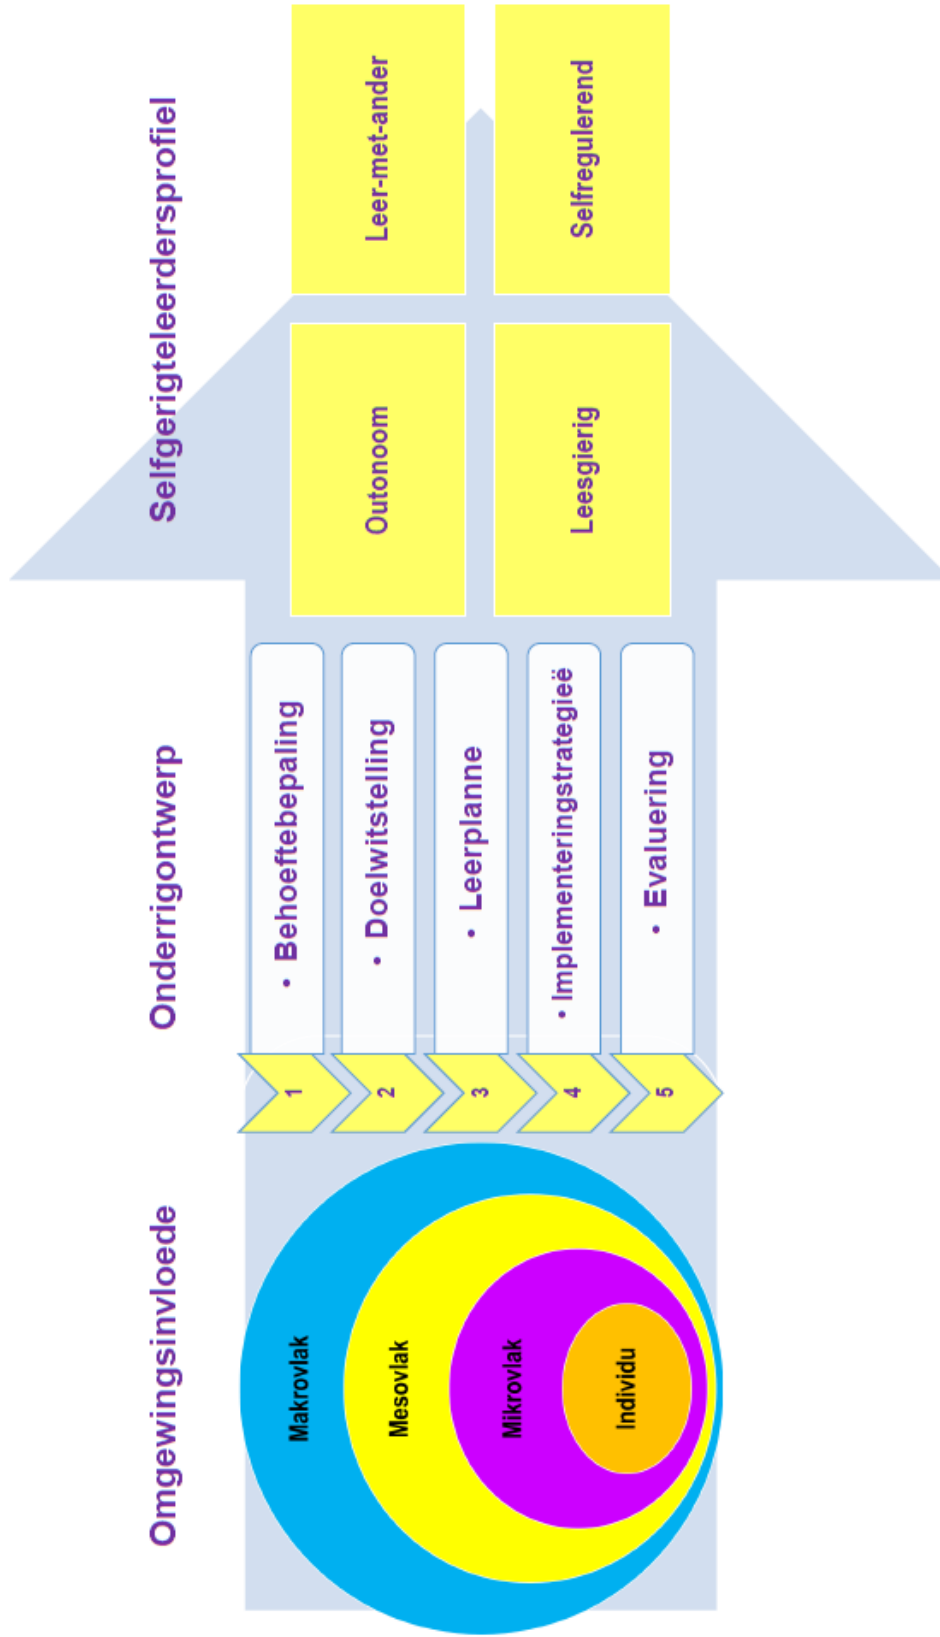 Omgewingsinvloede
Makrovlak
Mesovlak
Mikrovlak
Individu
Onderrigontwerp
1
• Behoeftebepaling
2
• Doelwitstelling
3
• Leerplanne
4
• Implementeringstrategieë
5
• Evaluering
Selfgerigteleerdersprofiel
Outonoom
Leer-met-ander
Leesgierig
Selfregulerend